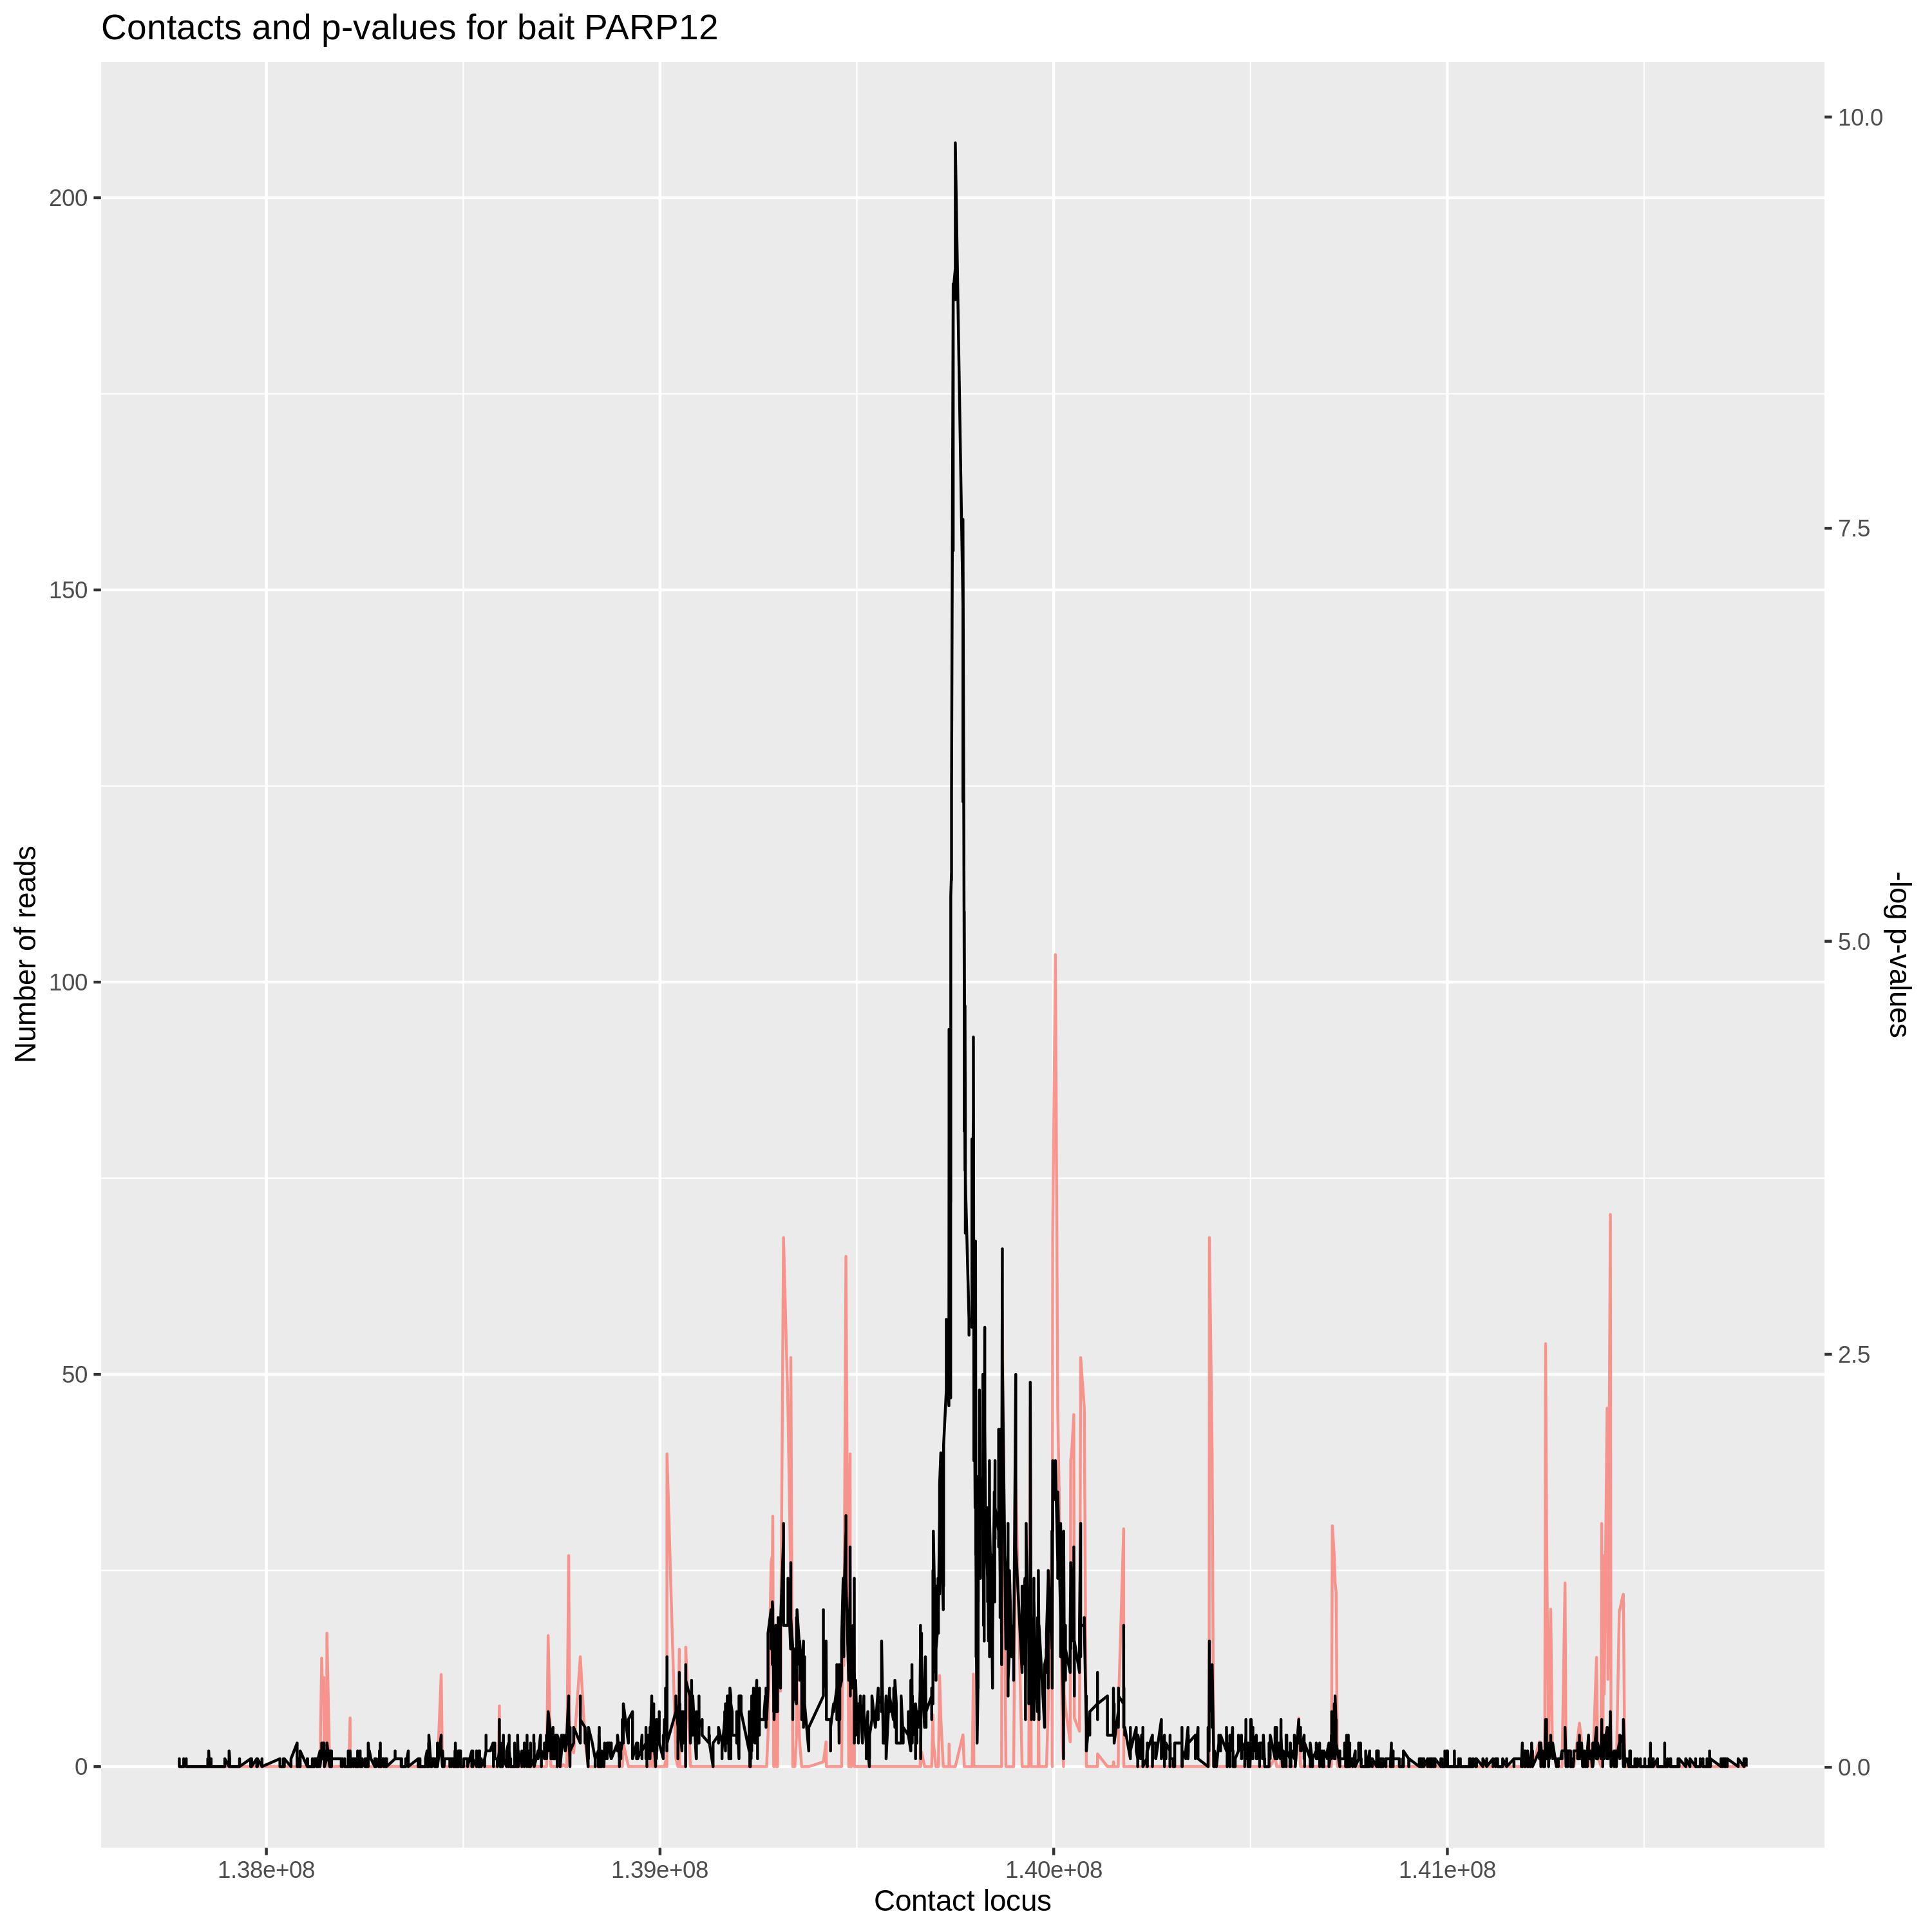 Contacts and p-values for bait PARP12
Number of reads
200
150
100
50
0
10.0
7.5
5.0
2.5
0.0
-log p-values
1.38e+08
1.39e+08
1.40e+08
1.41e+08
Contact locus